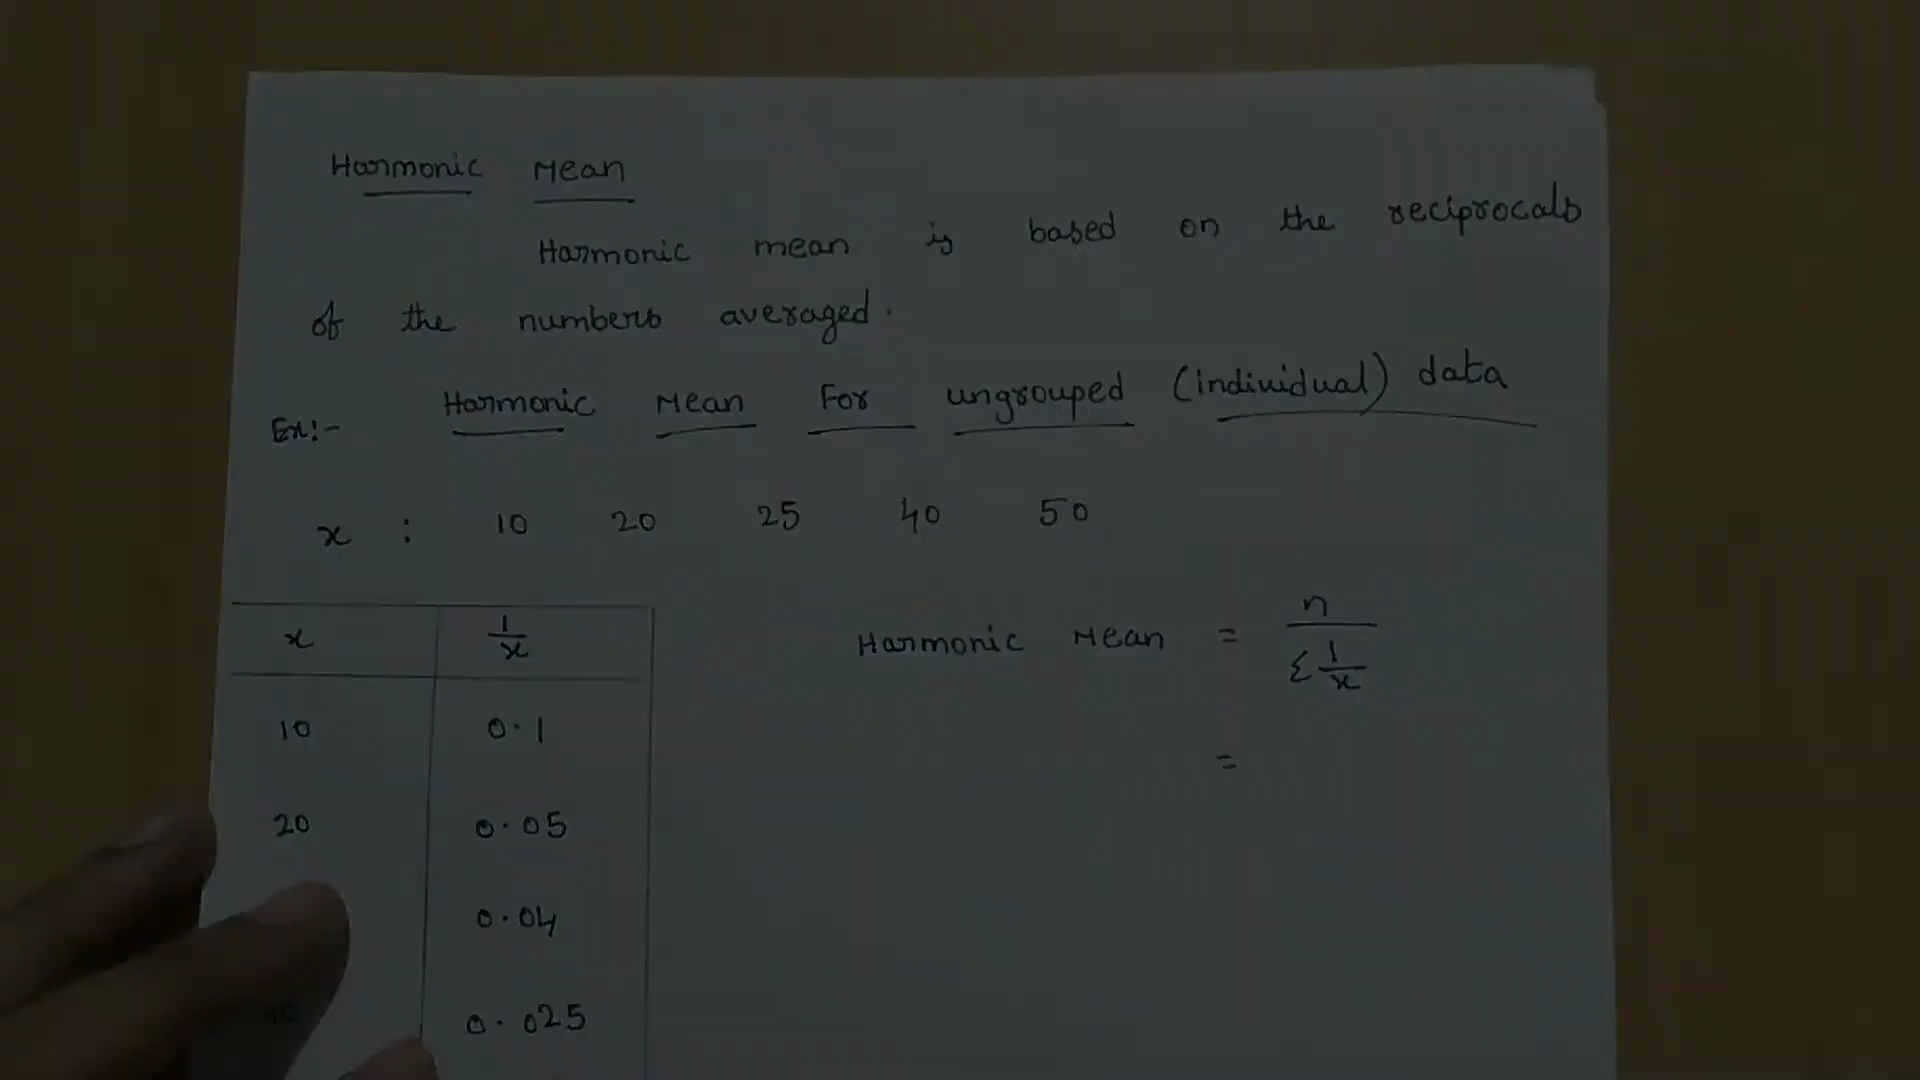 Harmonic Mean
Harmonic mean is based on the reciprocals
of the numbers averaged.
Ex:- Harmonic Mean For ungrouped (individual) data
x : 10 20 25 40 50
x 1/x
Harmonic Mean = n / Σ 1/x
10 0.1
=
20 0.05
0.04
0.025